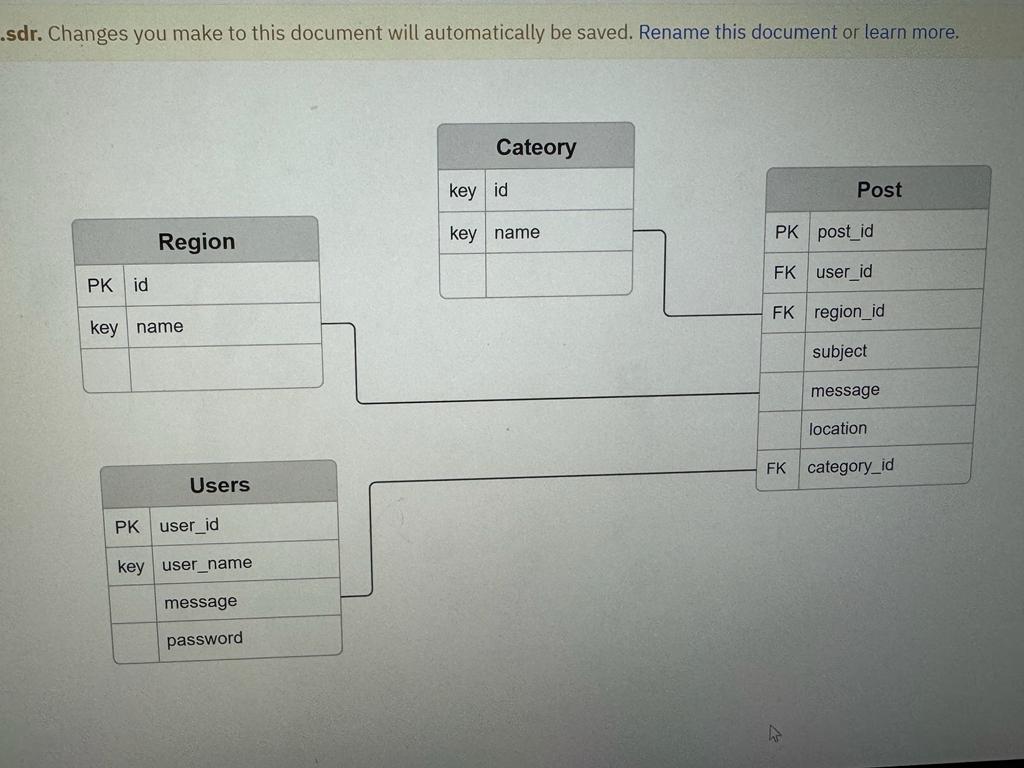 .sdr. Changes you make to this document will automatically be saved. Rename this document or learn more.
Cateory
key id
key name
Post
PK post_id
FK user_id
FK region_id
subject
message
location
FK category_id
Region
PK id
key name
Users
PK user_id
key user_name
message
password